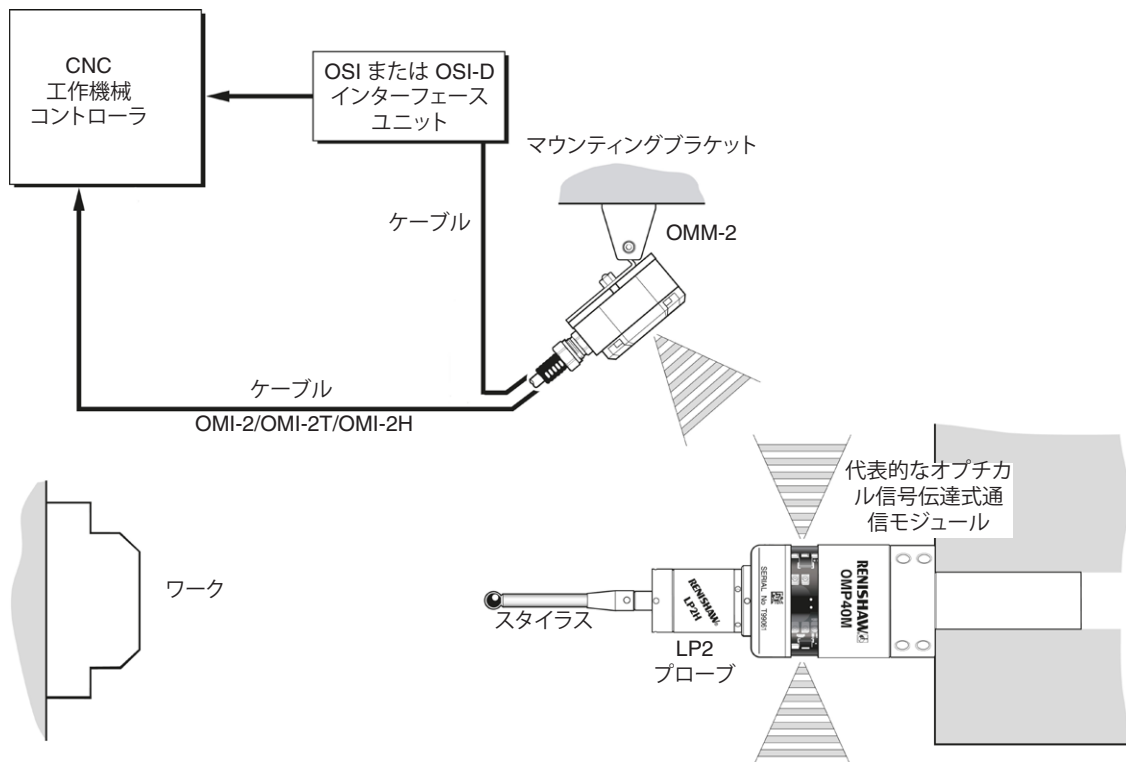 CNC
工作機械
コントローラ
OSI または OSI-D
インターフェース
ユニット
マウンティングブラケット
ケーブル
OMM-2
ケーブル
OMI-2/OMI-2T/OMI-2H
代表的なオプチカ
ル信号伝達式通
信モジュール
ワーク
スタイラス
RENISHAW
LP2H
LP2
プローブ
SERIAL No T99061
RENISHAW
OMP40M